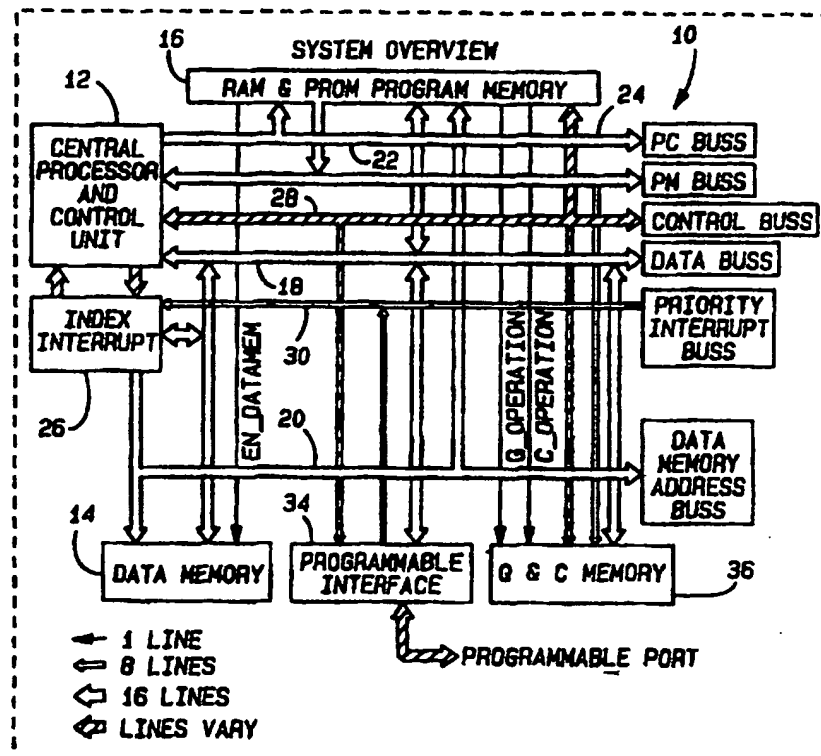 SYSTEM OVERVIEW
10
16
RAM & PROM PROGRAM MEMORY
12
24
CENTRAL
PROCESSOR
AND
CONTROL
UNIT
22
PC BUSS
PM BUSS
28
CONTROL BUSS
18
DATA BUSS
INDEX
INTERRUPT
30
PRIORITY
INTERRUPT
BUSS
26
EN_DATAMEM
G_OPERATION
C_OPERATION
20
DATA
MEMORY
ADDRESS
BUSS
14
34
DATA MEMORY
PROGRAMMABLE
INTERFACE
Q & C MEMORY
36
1 LINE
8 LINES
16 LINES
LINES VARY
PROGRAMMABLE PORT